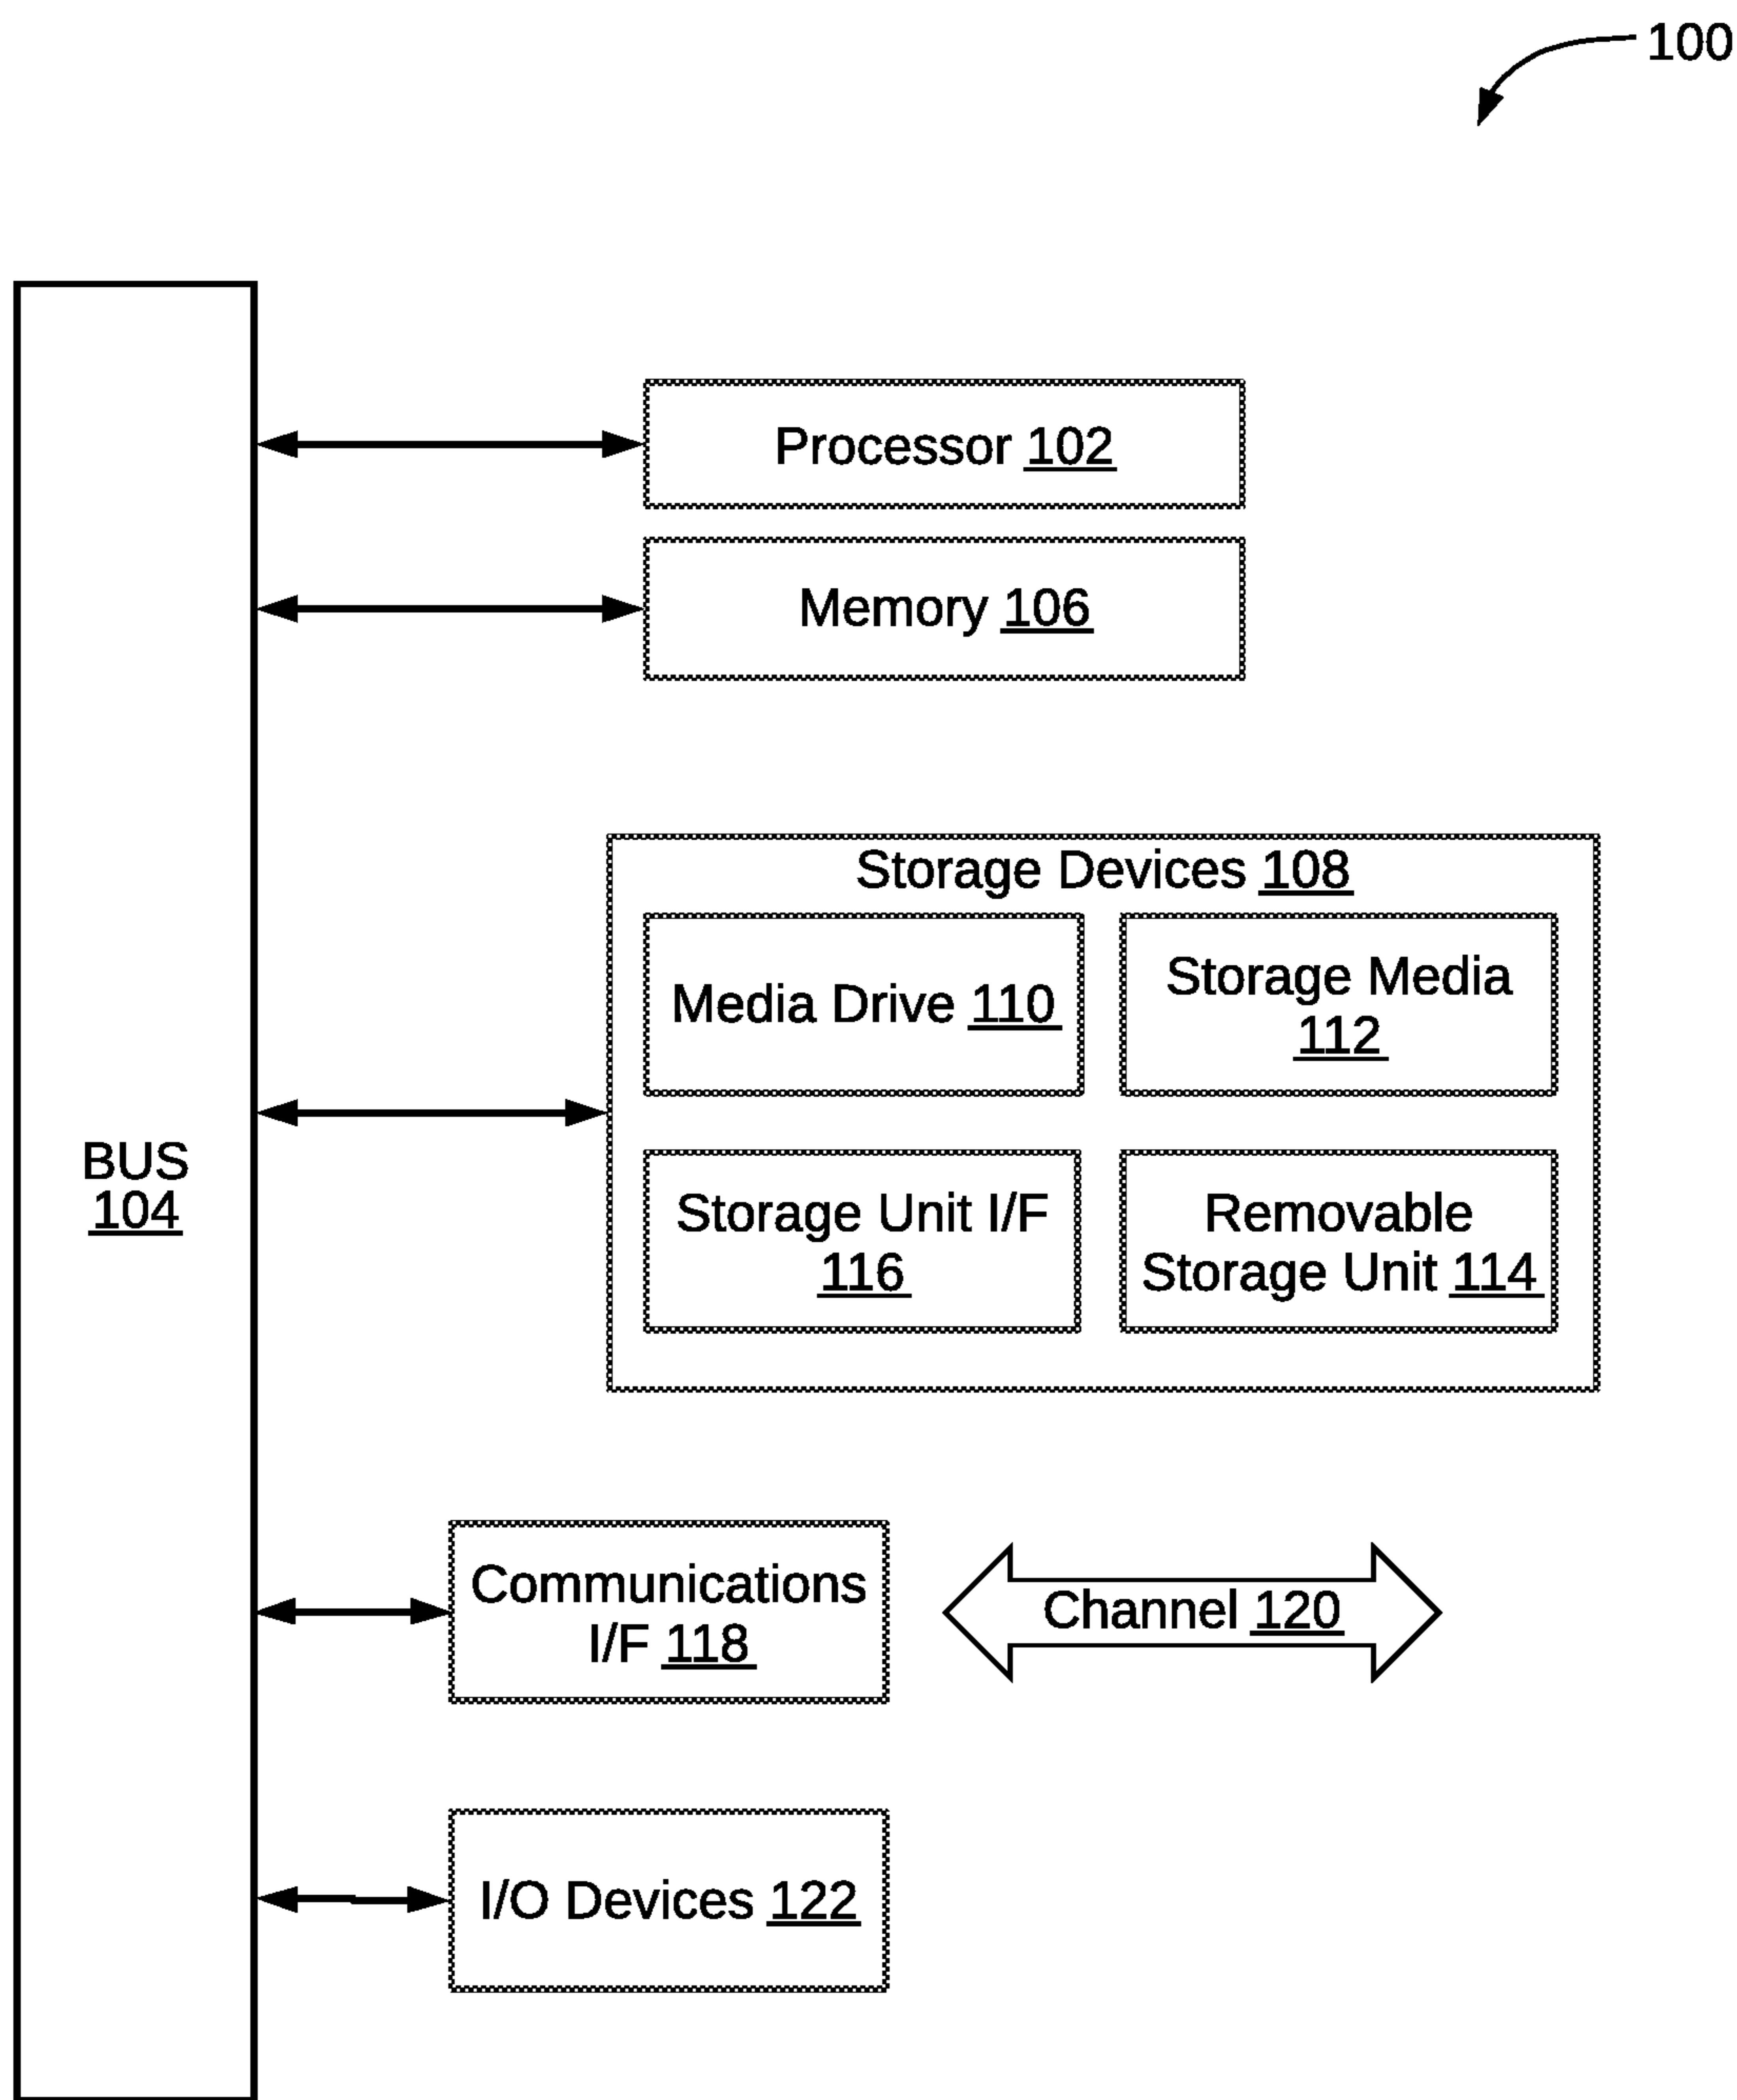 100
Processor 102
Memory 106
Storage Devices 108
Media Drive 110
Storage Media
112
BUS
104
Storage Unit I/F
116
Removable
Storage Unit 114
Communications
I/F 118
Channel 120
I/O Devices 122